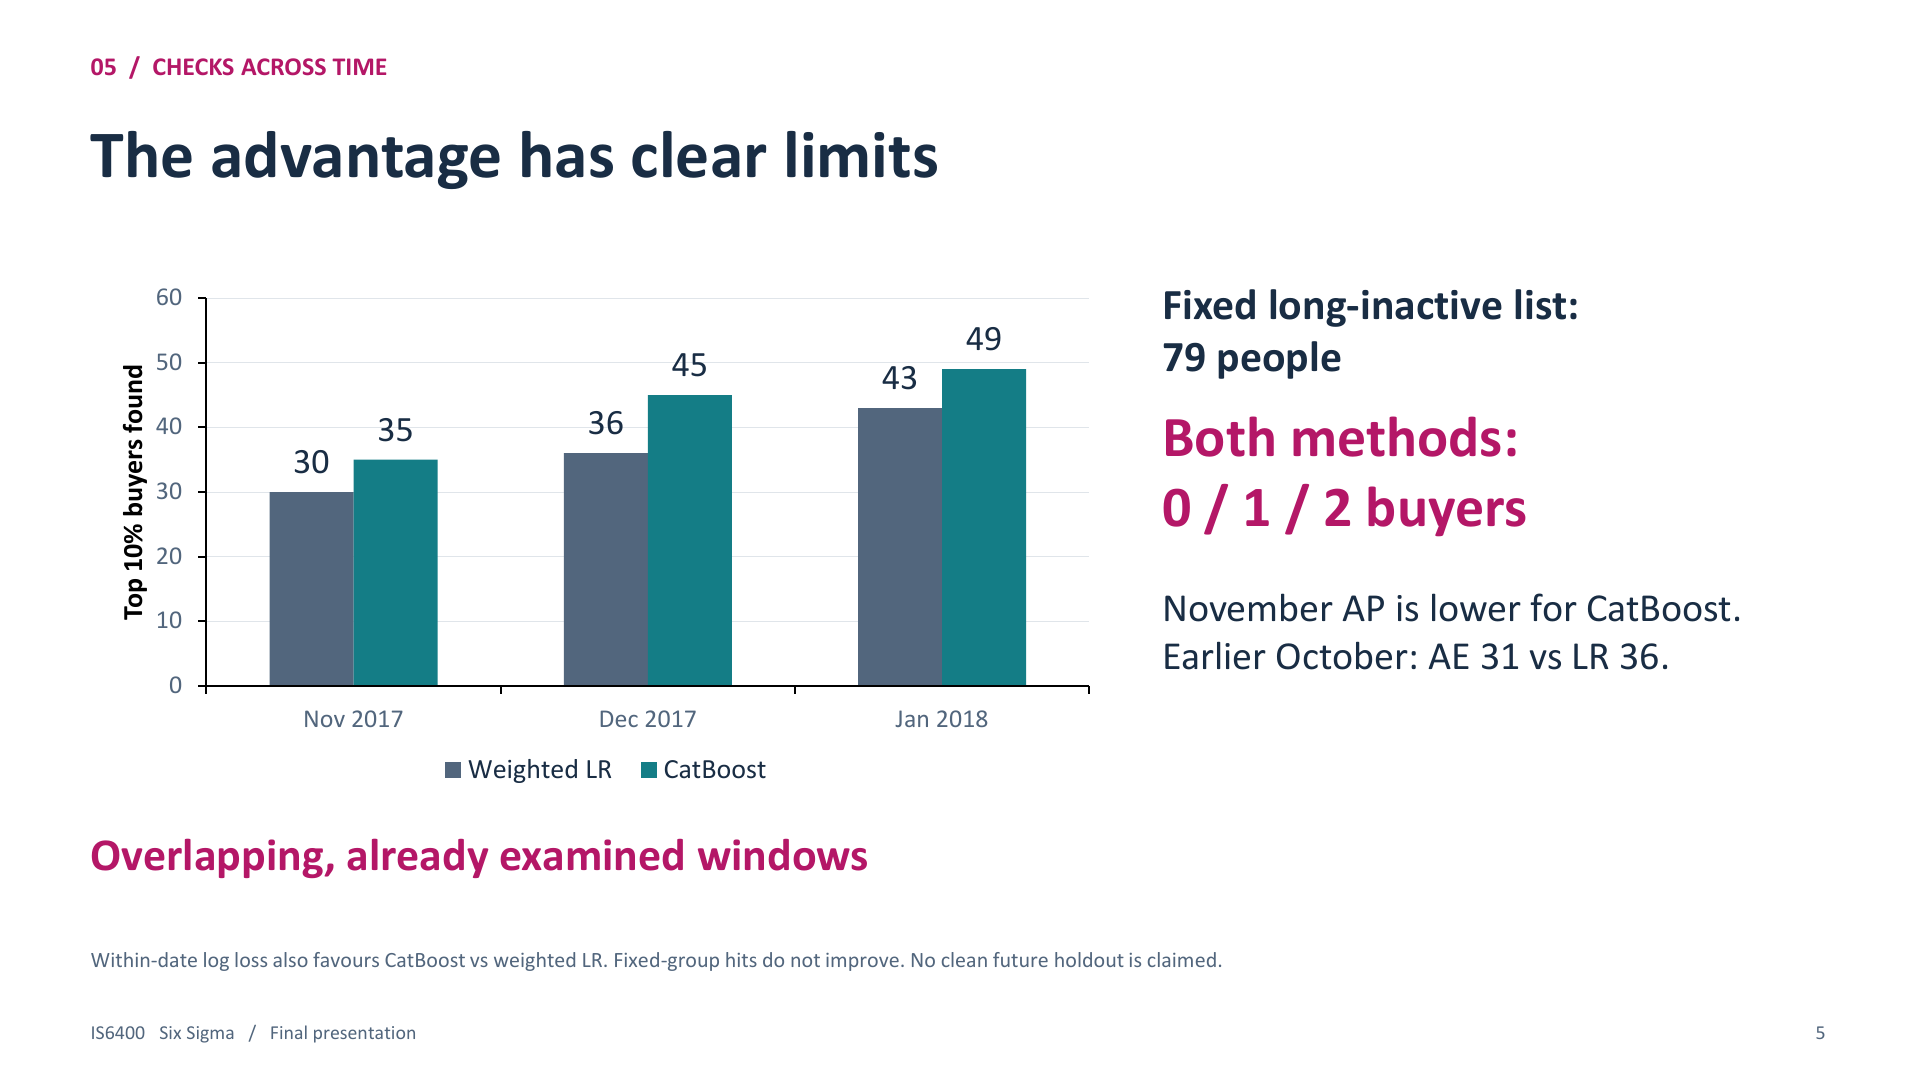 05 / CHECKS ACROSS TIME
The advantage has clear limits
Top 10% buyers found
60
50
40
30
20
10
0
30
35
36
45
43
49
Nov 2017
Dec 2017
Jan 2018
Weighted LR
CatBoost
Fixed long-inactive list:
79 people
Both methods:
0 / 1 / 2 buyers
November AP is lower for CatBoost.
Earlier October: AE 31 vs LR 36.
Overlapping, already examined windows
Within-date log loss also favours CatBoost vs weighted LR. Fixed-group hits do not improve. No clean future holdout is claimed.
IS6400 Six Sigma / Final presentation
5